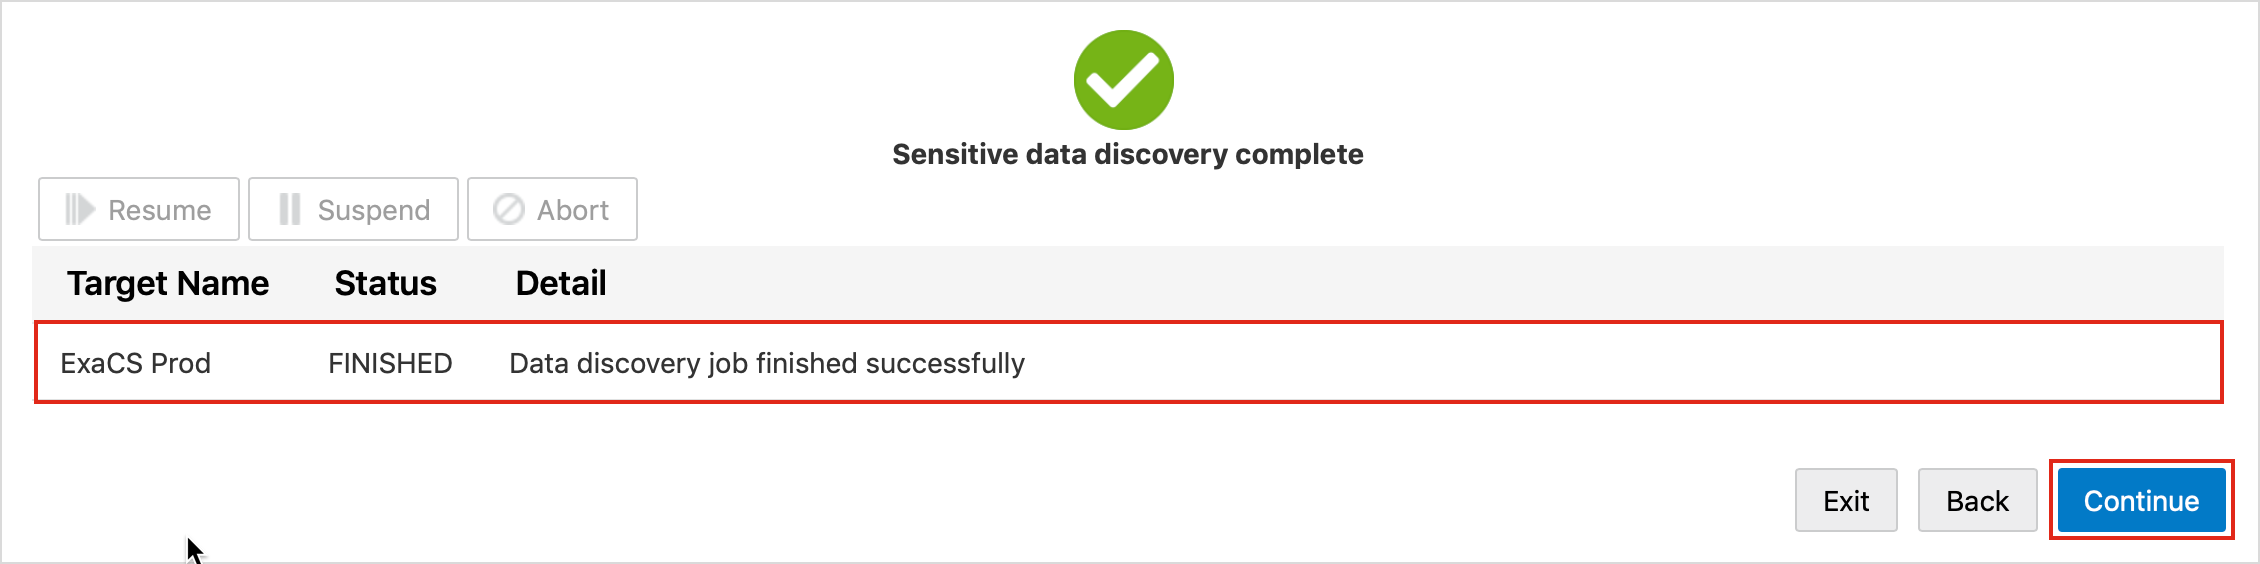 Sensitive data discovery complete
Resume Suspend Abort
Target Name Status Detail
ExaCS Prod FINISHED Data discovery job finished successfully
Exit Back Continue